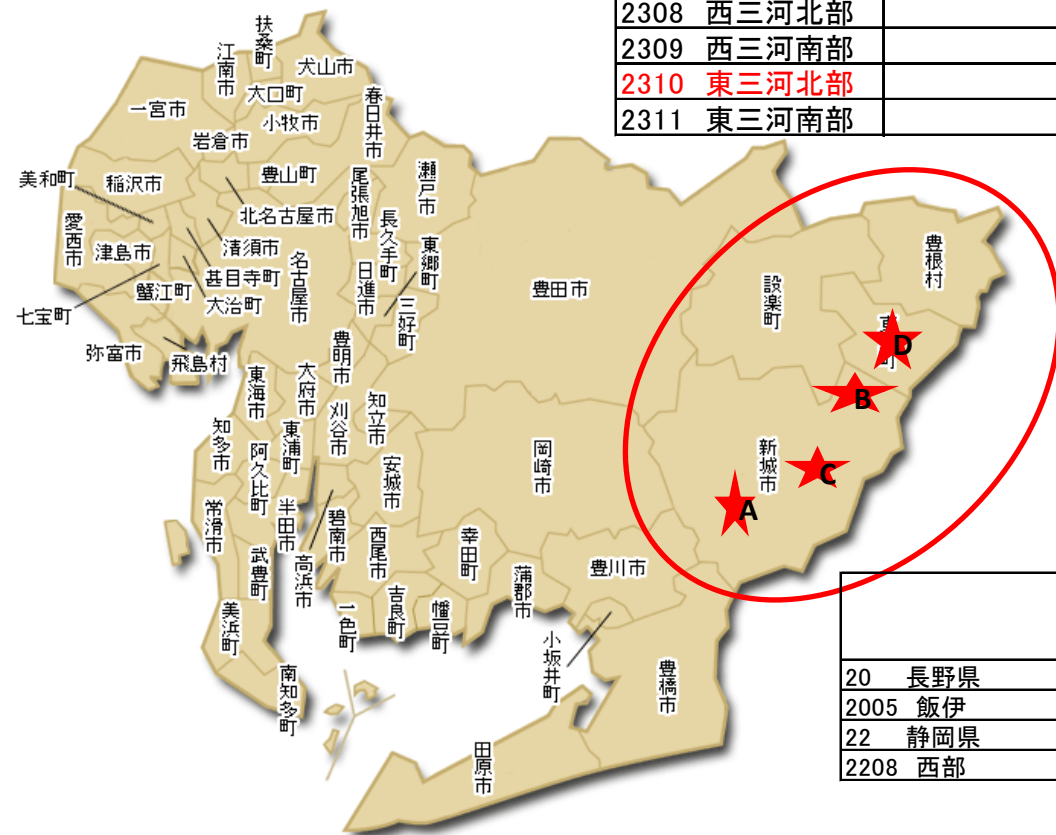 2308 西三河北部
2309 西三河南部
2310 東三河北部
2311 東三河南部
扶桑町
江南市
犬山市
大口町
一宮市
小牧市
春日井市
岩倉市
美和町
稲沢市
豊山町
瀬戸市
尾張旭市
愛西市
北名古屋市
長久手町
東郷町
豊根村
津島市
清須市
甚目寺町
名古屋市
日進市
設楽町
豊田市
蟹江町
大治町
三好町
七宝町
D
弥富市
飛島村
豊明市
東海市
大府市
B
刈谷市
知立市
知多市
東浦町
阿久比町
岡崎市
新城市
安城市
C
常滑市
半田市
A
碧南市
西尾市
幸田町
武豊町
高浜市
豊川市
蒲郡市
吉良町
美浜町
一色町
幡豆町
小坂井町
南知多町
豊橋市
20 長野県
2005 飯伊
22 静岡県
2208 西部
田原市